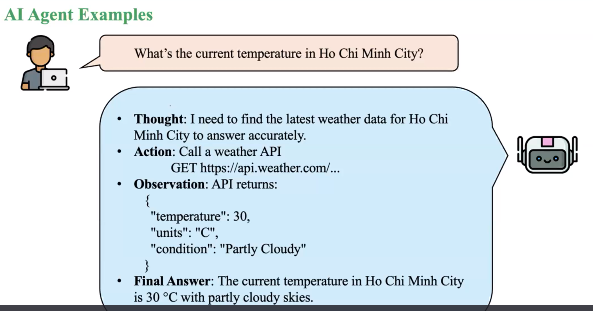 AI Agent Examples
What's the current temperature in Ho Chi Minh City?
• Thought: I need to find the latest weather data for Ho Chi
Minh City to answer accurately.
• Action: Call a weather API
GET https://api.weather.com/...
• Observation: API returns:
{
"temperature": 30,
"units": "C",
"condition": "Partly Cloudy"
}
• Final Answer: The current temperature in Ho Chi Minh City
is 30 °C with partly cloudy skies.